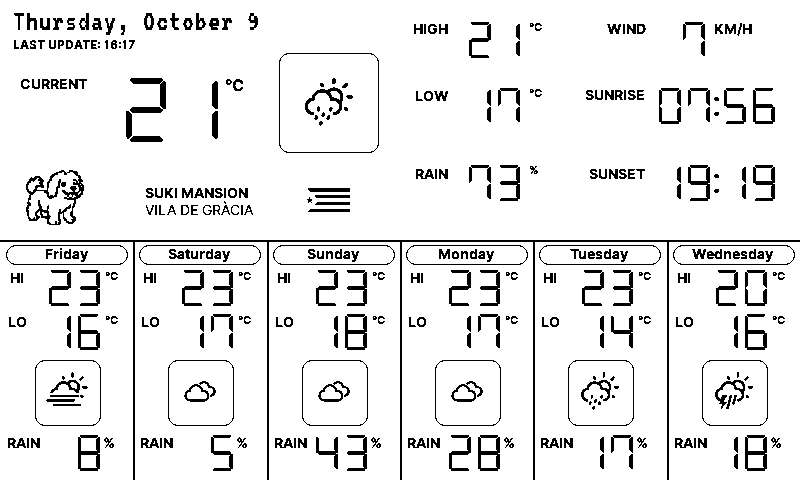 Thursday, October 9
LAST UPDATE: 16:17
CURRENT 21 °C
SUKI MANSION
VILA DE GRÀCIA
HIGH 21 °C
LOW 17 °C
RAIN 73 %
WIND 7 KM/H
SUNRISE 07:56
SUNSET 19:19
Friday
HI 23 °C
LO 16 °C
RAIN 8 %
Saturday
HI 23 °C
LO 17 °C
RAIN 5 %
Sunday
HI 23 °C
LO 18 °C
RAIN 43 %
Monday
HI 23 °C
LO 17 °C
RAIN 28 %
Tuesday
HI 23 °C
LO 14 °C
RAIN 17 %
Wednesday
HI 20 °C
LO 16 °C
RAIN 18 %